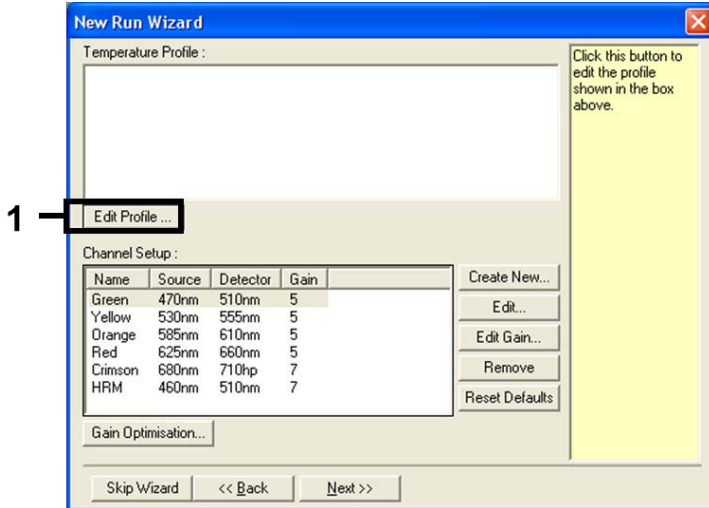 New Run Wizard
Temperature Profile :
Click this button to
edit the profile
shown in the box
above.
1
Edit Profile ...
Channel Setup :
Name Source Detector Gain
Green 470nm 510nm 5
Yellow 530nm 555nm 5
Orange 585nm 610nm 5
Red 625nm 660nm 5
Crimson 680nm 710hp 7
HRM 460nm 510nm 7
Create New...
Edit...
Edit Gain...
Remove
Reset Defaults
Gain Optimisation...
Skip Wizard << Back Next >>